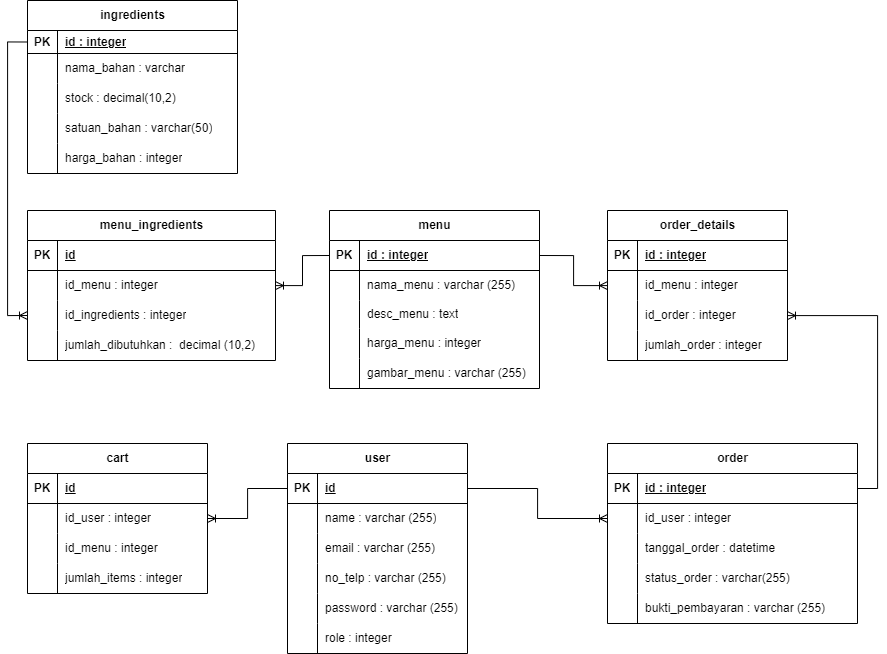 ingredients
PK id : integer
nama_bahan : varchar
stock : decimal(10,2)
satuan_bahan : varchar(50)
harga_bahan : integer
menu_ingredients
PK id
id_menu : integer
id_ingredients : integer
jumlah_dibutuhkan : decimal (10,2)
menu
PK id : integer
nama_menu : varchar (255)
desc_menu : text
harga_menu : integer
gambar_menu : varchar (255)
order_details
PK id : integer
id_menu : integer
id_order : integer
jumlah_order : integer
cart
PK id
id_user : integer
id_menu : integer
jumlah_items : integer
user
PK id
name : varchar (255)
email : varchar (255)
no_telp : varchar (255)
password : varchar (255)
role : integer
order
PK id : integer
id_user : integer
tanggal_order : datetime
status_order : varchar(255)
bukti_pembayaran : varchar (255)